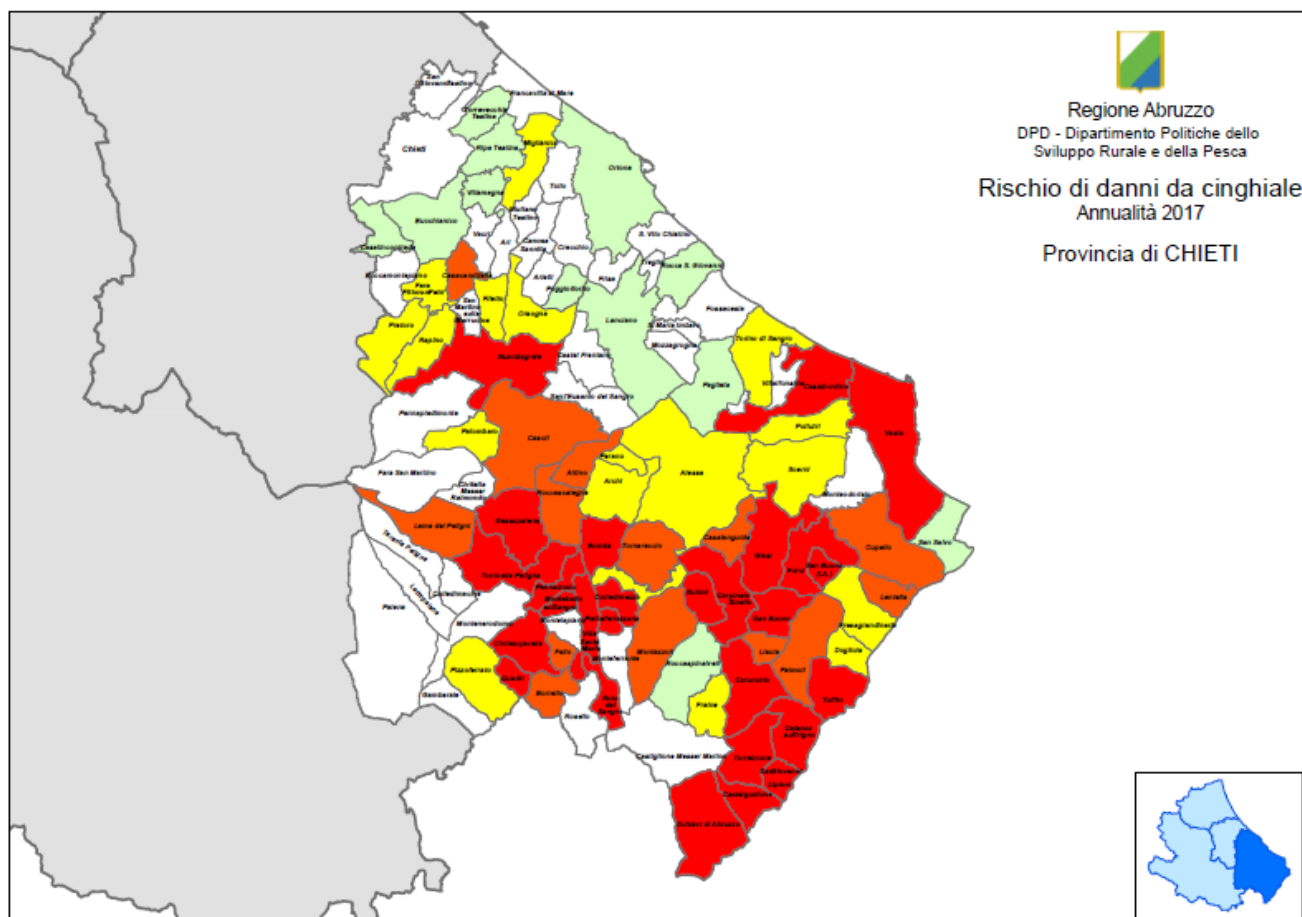 Regione Abruzzo
DPD - Dipartimento Politiche dello
Sviluppo Rurale e della Pesca
Rischio di danni da cinghiale
Annualità 2017
Provincia di CHIETI
San
Francavilla al Mare
Torrevecchia
Teatina
Chieti
Ripa Teatina
Miglianico
Ortona
Villamagna
Tollo
Giuliano
Teatino
Bucchianico
Vacri
Ari
Canosa
Sannita
Crecchio
S. Vito Chietino
Treglio
Rocca S. Giovanni
Casalincontrada
Roccamontepiano
Casacanditella
Arielli
Frisa
Fara
Filiorum Petri
San
Martino
sulla
Marrucina
Filetto
Orsogna
Poggiofiorito
Lanciano
Fossacesia
S. Maria Imbaro
Mozzagrogna
Pretoro
Rapino
Guardiagrele
Castel Frentano
Torino di Sangro
Villalfonsina
Casalbordino
Paglieta
Sant'Eusanio del Sangro
Vasto
Pennapiedimonte
Palombaro
Casoli
Pollutri
Perano
Altino
Archi
Atessa
Scerni
Fara San Martino
Civitella
Messer
Raimondo
Roccascalegna
Monteodorisio
Lama dei Peligni
Gessopalena
Bomba
Tornareccio
Casalanguida
Gissi
Cupello
San Salvo
Taranta Peligna
Torricella Peligna
Furci
San Buono
(I.A.)
Lentella
Lettopalena
Colledimacine
Pennadomo
Montebello
sul Sangro
Colledimezzo
Pietraferrazzana
Guilmi
Carpineto
Sinello
San Buono
Fresagrandinaria
Palena
Montenerodomo
Montelapiano
Villa
Santa
Maria
Civitaluparella
Fallo
Montazzoli
Liscia
Palmoli
Dogliola
Pizzoferrato
Quadri
Borrello
Monteferrante
Roccaspinalveti
Carunchio
Tufillo
Gamberale
Rosello
Roio
del
Sangro
Fraine
Celenza
sul Trigno
Castiglione Messer Marino
Torrebruna
Castelguidone
Schiavi di Abruzzo